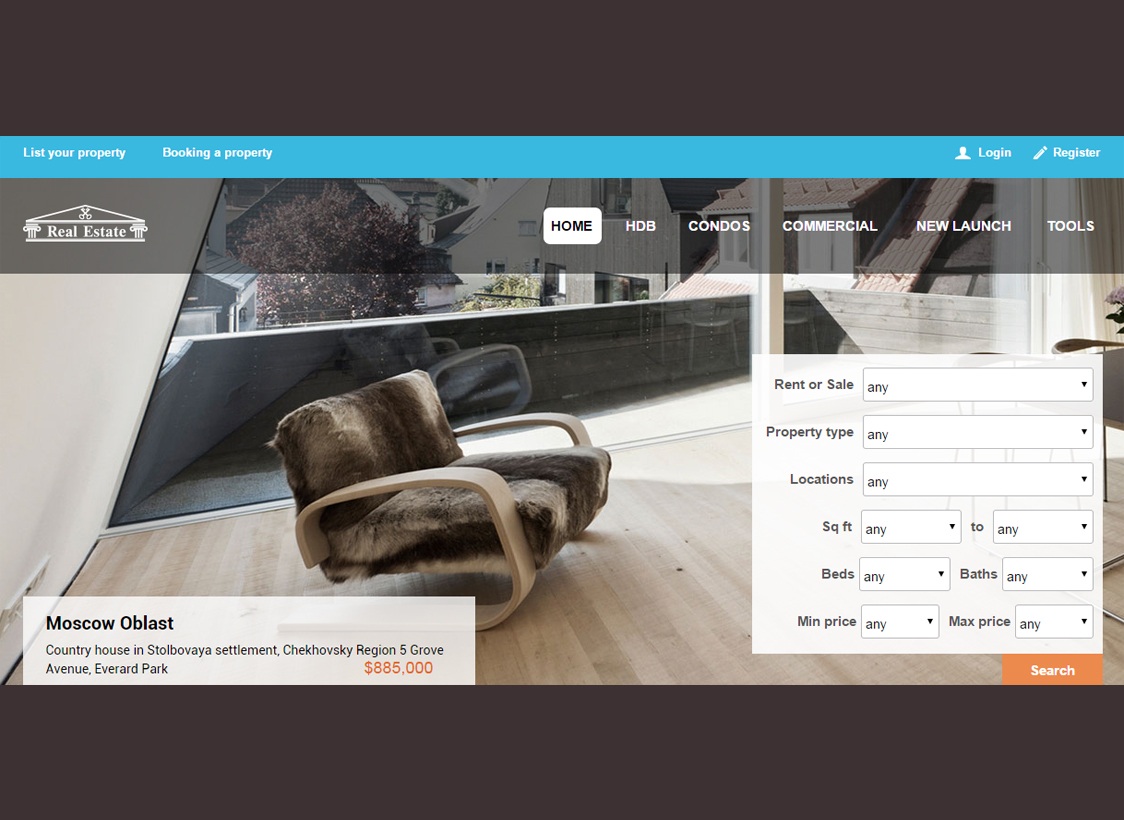 List your property
Booking a property
Login
Register
Real Estate
HOME
HDB
CONDOS
COMMERCIAL
NEW LAUNCH
TOOLS
Rent or Sale any
Property type any
Locations any
Sq ft any to any
Beds any Baths any
Min price any Max price any
Search
Moscow Oblast
Country house in Stolbovaya settlement, Chekhovsky Region 5 Grove
Avenue, Everard Park
$885,000